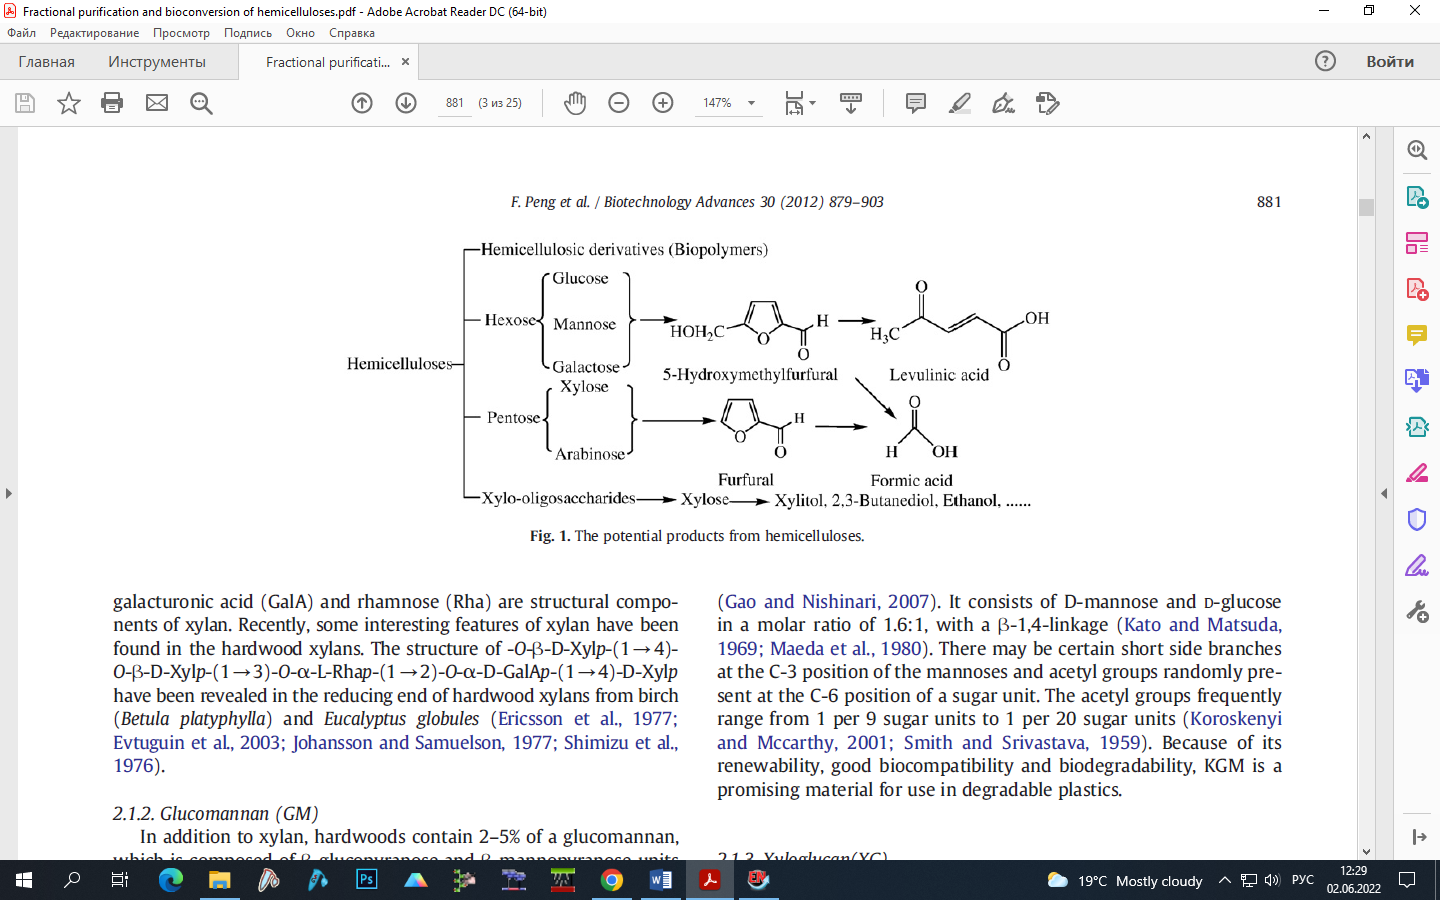 Fractional purification and bioconversion of hemicelluloses.pdf - Adobe Acrobat Reader DC (64-bit)
Файл Редактирование Просмотр Подпись Окно Справка
Главная Инструменты Fractional purificati... × Войти
881 (3 из 25) 147%
F. Peng et al. / Biotechnology Advances 30 (2012) 879–903 881
Hemicellulosic derivatives (Biopolymers)
Glucose
Hexose Mannose HOH₂C O H O H₃C O O OH
Hemicelluloses Galactose 5-Hydroxymethylfurfural Levulinic acid
Xylose
Pentose O H O O H OH
Arabinose
Furfural Formic acid
Xylo-oligosaccharides Xylose Xylitol, 2,3-Butanediol, Ethanol, ......
Fig. 1. The potential products from hemicelluloses.
galacturonic acid (GalA) and rhamnose (Rha) are structural compo-
nents of xylan. Recently, some interesting features of xylan have been
found in the hardwood xylans. The structure of -O-β-D-Xylp-(1→4)-
O-β-D-Xylp-(1→3)-O-α-L-Rhap-(1→2)-O-α-D-GalAp-(1→4)-D-Xylp
have been revealed in the reducing end of hardwood xylans from birch
(Betula platyphylla) and Eucalyptus globules (Ericsson et al., 1977;
Evtuguin et al., 2003; Johansson and Samuelson, 1977; Shimizu et al.,
1976).
2.1.2. Glucomannan (GM)
In addition to xylan, hardwoods contain 2–5% of a glucomannan,
which is composed of β-glucopyranose and β-mannopyranose units
(Gao and Nishinari, 2007). It consists of D-mannose and D-glucose
in a molar ratio of 1.6:1, with a β-1,4-linkage (Kato and Matsuda,
1969; Maeda et al., 1980). There may be certain short side branches
at the C-3 position of the mannoses and acetyl groups randomly pre-
sent at the C-6 position of a sugar unit. The acetyl groups frequently
range from 1 per 9 sugar units to 1 per 20 sugar units (Koroskenyi
and Mccarthy, 2001; Smith and Srivastava, 1959). Because of its
renewability, good biocompatibility and biodegradability, KGM is a
promising material for use in degradable plastics.
2.1.3. Xyloglucan(XG)
19°C Mostly cloudy РУС 12:29
02.06.2022